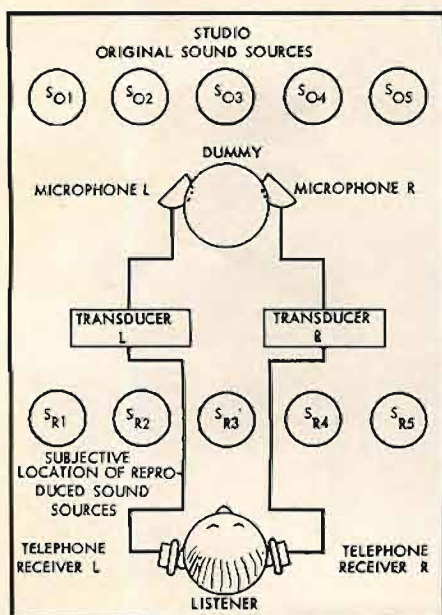 STUDIO
ORIGINAL SOUND SOURCES
SO1 SO2 SO3 SO4 SO5
DUMMY
MICROPHONE L MICROPHONE R
TRANSDUCER TRANSDUCER
L R
SR1 SR2 SR3' SR4 SR5
SUBJECTIVE
LOCATION OF REPRO-
DUCED SOUND
SOURCES
TELEPHONE TELEPHONE
RECEIVER L RECEIVER R
LISTENER